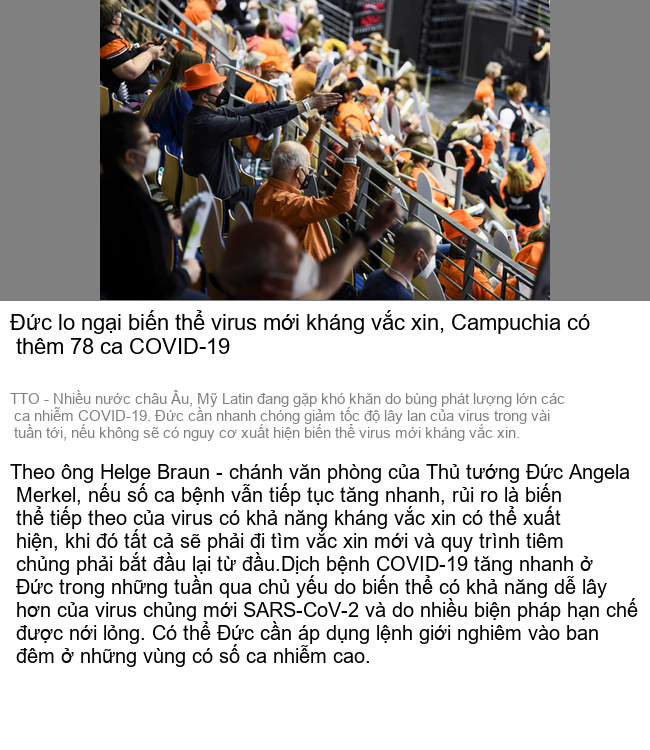 Đức lo ngại biến thể virus mới kháng vắc xin, Campuchia có
thêm 78 ca COVID-19
TTO - Nhiều nước châu Âu, Mỹ Latin đang gặp khó khăn do bùng phát lượng lớn các
ca nhiễm COVID-19. Đức cần nhanh chóng giảm tốc độ lây lan của virus trong vài
tuần tới, nếu không sẽ có nguy cơ xuất hiện biến thể virus mới kháng vắc xin.
Theo ông Helge Braun - chánh văn phòng của Thủ tướng Đức Angela
Merkel, nếu số ca bệnh vẫn tiếp tục tăng nhanh, rủi ro là biến
thể tiếp theo của virus có khả năng kháng vắc xin có thể xuất
hiện, khi đó tất cả sẽ phải đi tìm vắc xin mới và quy trình tiêm
chủng phải bắt đầu lại từ đầu.Dịch bệnh COVID-19 tăng nhanh ở
Đức trong những tuần qua chủ yếu do biến thể có khả năng dễ lây
hơn của virus chủng mới SARS-CoV-2 và do nhiều biện pháp hạn chế
được nới lỏng. Có thể Đức cần áp dụng lệnh giới nghiêm vào ban
đêm ở những vùng có số ca nhiễm cao.